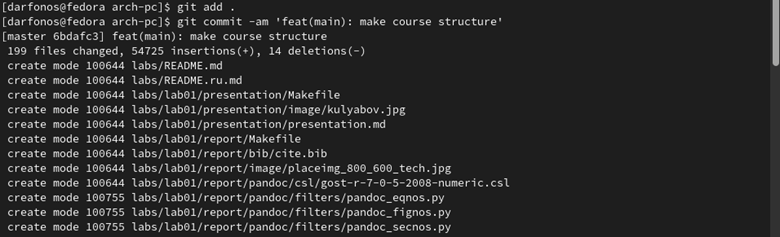 [darfonos@fedora arch-pc]$ git add .
[darfonos@fedora arch-pc]$ git commit -am 'feat(main): make course structure'
[master 6bdafc3] feat(main): make course structure
 199 files changed, 54725 insertions(+), 14 deletions(-)
 create mode 100644 labs/README.md
 create mode 100644 labs/README.ru.md
 create mode 100644 labs/lab01/presentation/Makefile
 create mode 100644 labs/lab01/presentation/image/kulyabov.jpg
 create mode 100644 labs/lab01/presentation/presentation.md
 create mode 100644 labs/lab01/report/Makefile
 create mode 100644 labs/lab01/report/bib/cite.bib
 create mode 100644 labs/lab01/report/image/placeimg_800_600_tech.jpg
 create mode 100644 labs/lab01/report/pandoc/csl/gost-r-7-0-5-2008-numeric.csl
 create mode 100755 labs/lab01/report/pandoc/filters/pandoc_eqnos.py
 create mode 100755 labs/lab01/report/pandoc/filters/pandoc_fignos.py
 create mode 100755 labs/lab01/report/pandoc/filters/pandoc_secnos.py